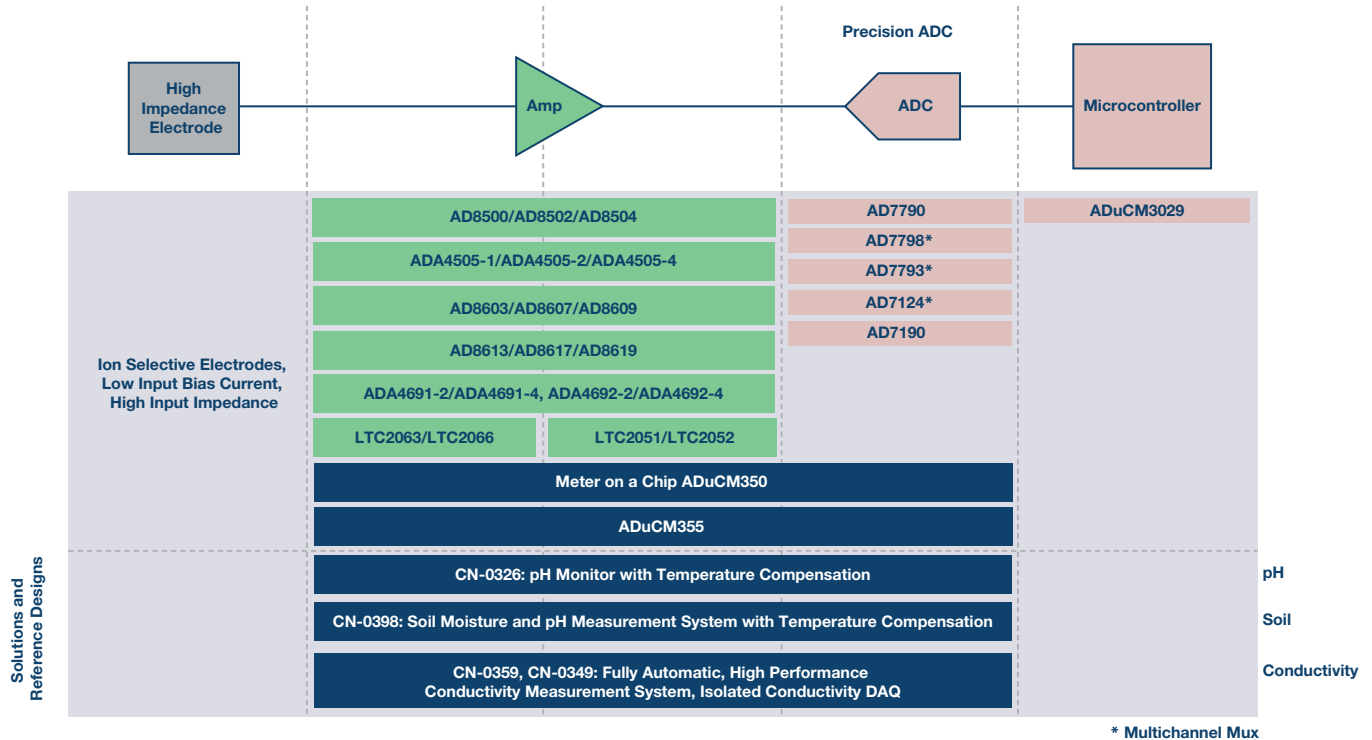 Precision ADC
High
Impedance
Electrode
Amp
ADC
Microcontroller
AD8500/AD8502/AD8504
AD7790
ADuCM3029
AD7798*
ADA4505-1/ADA4505-2/ADA4505-4
AD7793*
AD8603/AD8607/AD8609
AD7124*
AD7190
AD8613/AD8617/AD8619
Ion Selective Electrodes,
Low Input Bias Current,
High Input Impedance
ADA4691-2/ADA4691-4, ADA4692-2/ADA4692-4
LTC2063/LTC2066
LTC2051/LTC2052
Meter on a Chip ADuCM350
ADuCM355
Solutions and
Reference Designs
CN-0326: pH Monitor with Temperature Compensation
pH
CN-0398: Soil Moisture and pH Measurement System with Temperature Compensation
Soil
CN-0359, CN-0349: Fully Automatic, High Performance
Conductivity Measurement System, Isolated Conductivity DAQ
Conductivity
* Multichannel Mux